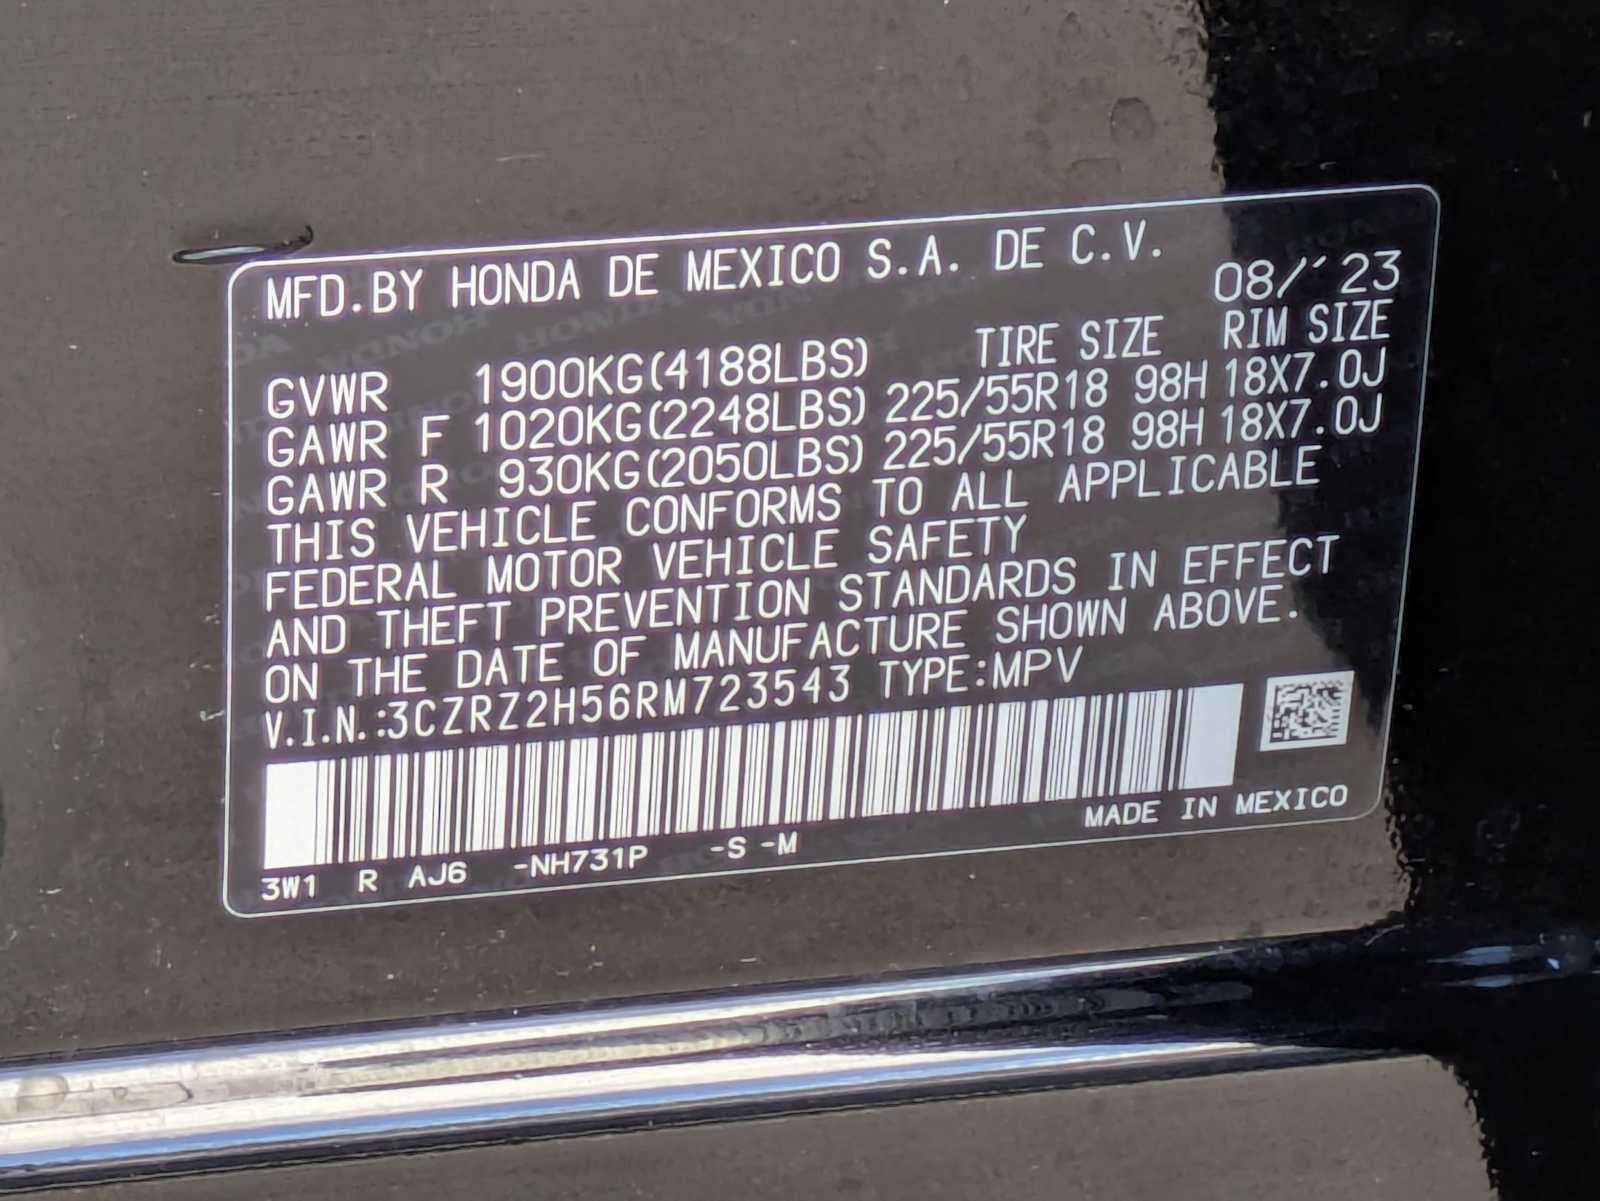 MFD.BY HONDA DE MEXICO S.A. DE C.V.
08/´23
TIRE SIZE RIM SIZE
GVWR 1900KG(4188LBS)
GAWR F 1020KG(2248LBS) 225/55R18 98H 18X7.0J
GAWR R 930KG(2050LBS) 225/55R18 98H 18X7.0J
THIS VEHICLE CONFORMS TO ALL APPLICABLE
FEDERAL MOTOR VEHICLE SAFETY
AND THEFT PREVENTION STANDARDS IN EFFECT
ON THE DATE OF MANUFACTURE SHOWN ABOVE.
V.I.N.:3CZRZ2H56RM723543 TYPE:MPV
MADE IN MEXICO
3W1 R AJ6 -NH731P -S -M